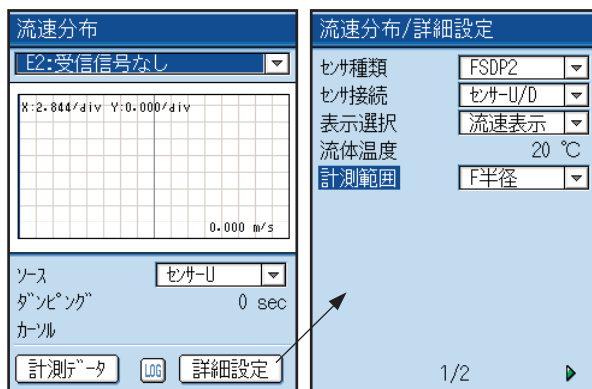 流速分布
E2:受信信号なし
X:2.844/div Y:0.000/div
0.000 m/s
ソース センサーU
ダンピング 0 sec
カーソル
計測データ LOG 詳細設定
流速分布/詳細設定
センサ種類 FSDP2
センサ接続 センサーU/D
表示選択 流速表示
流体温度 20 ℃
計測範囲 F半径
1/2